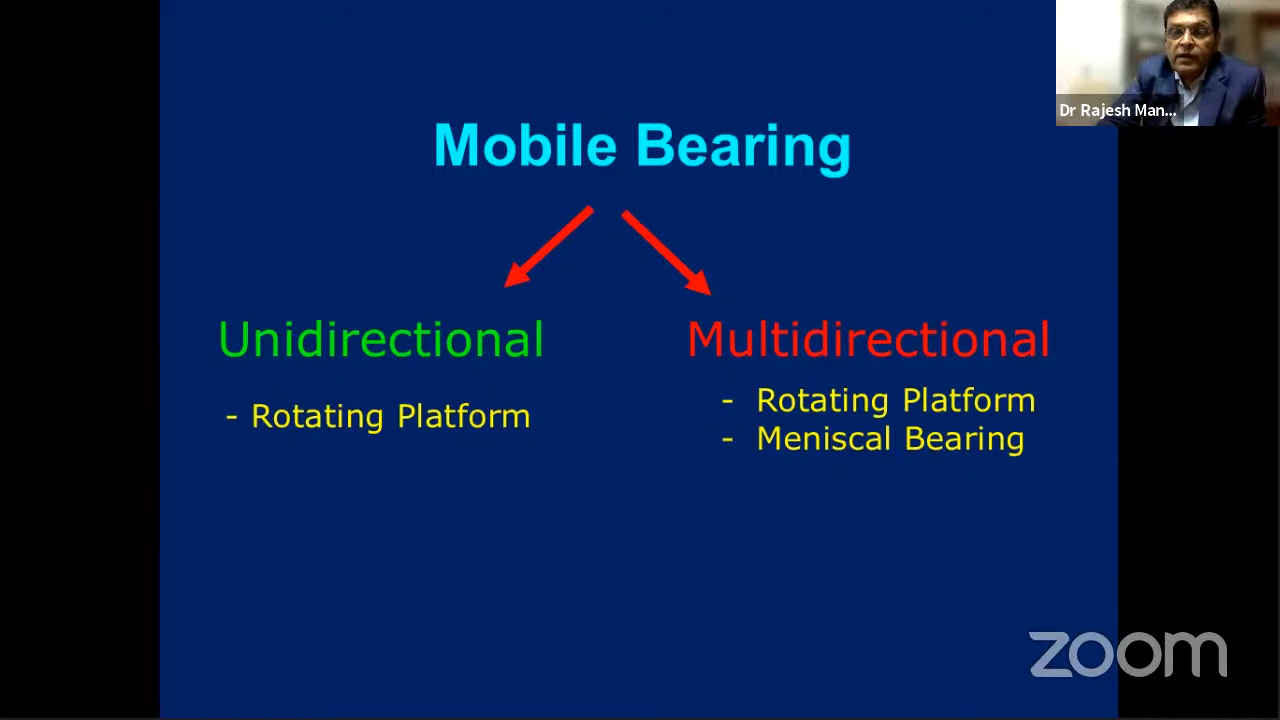 Dr Rajesh Man...
Mobile Bearing
Unidirectional
Multidirectional
- Rotating Platform
- Rotating Platform
- Meniscal Bearing
zoom